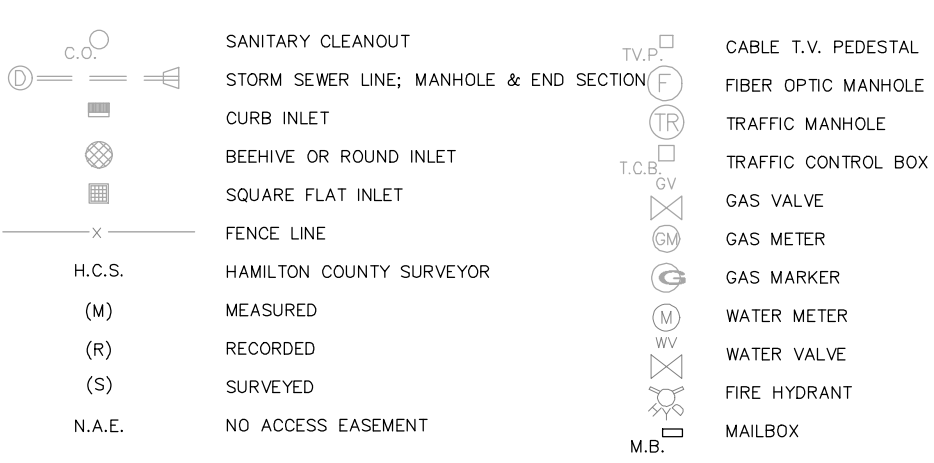 C.O. SANITARY CLEANOUT
D STORM SEWER LINE; MANHOLE & END SECTION
CURB INLET
BEEHIVE OR ROUND INLET
SQUARE FLAT INLET
X FENCE LINE
H.C.S. HAMILTON COUNTY SURVEYOR
(M) MEASURED
(R) RECORDED
(S) SURVEYED
N.A.E. NO ACCESS EASEMENT
TV.P. CABLE T.V. PEDESTAL
F FIBER OPTIC MANHOLE
TR TRAFFIC MANHOLE
T.C.B. TRAFFIC CONTROL BOX
GV GAS VALVE
GM GAS METER
G GAS MARKER
M WATER METER
WV WATER VALVE
HYD FIRE HYDRANT
M.B. MAILBOX